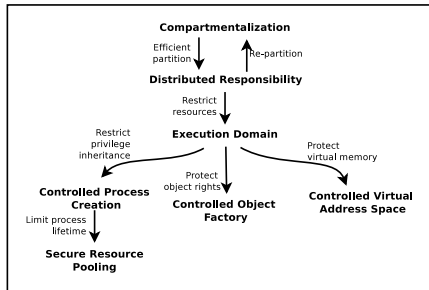 Compartmentalization
Efficient
partition
Re-partition
Distributed Responsibility
Restrict
resources
Execution Domain
Restrict
privilege
inheritance
Protect
object rights
Protect
virtual memory
Controlled Process
Creation
Controlled Object
Factory
Controlled Virtual
Address Space
Limit process
lifetime
Secure Resource
Pooling